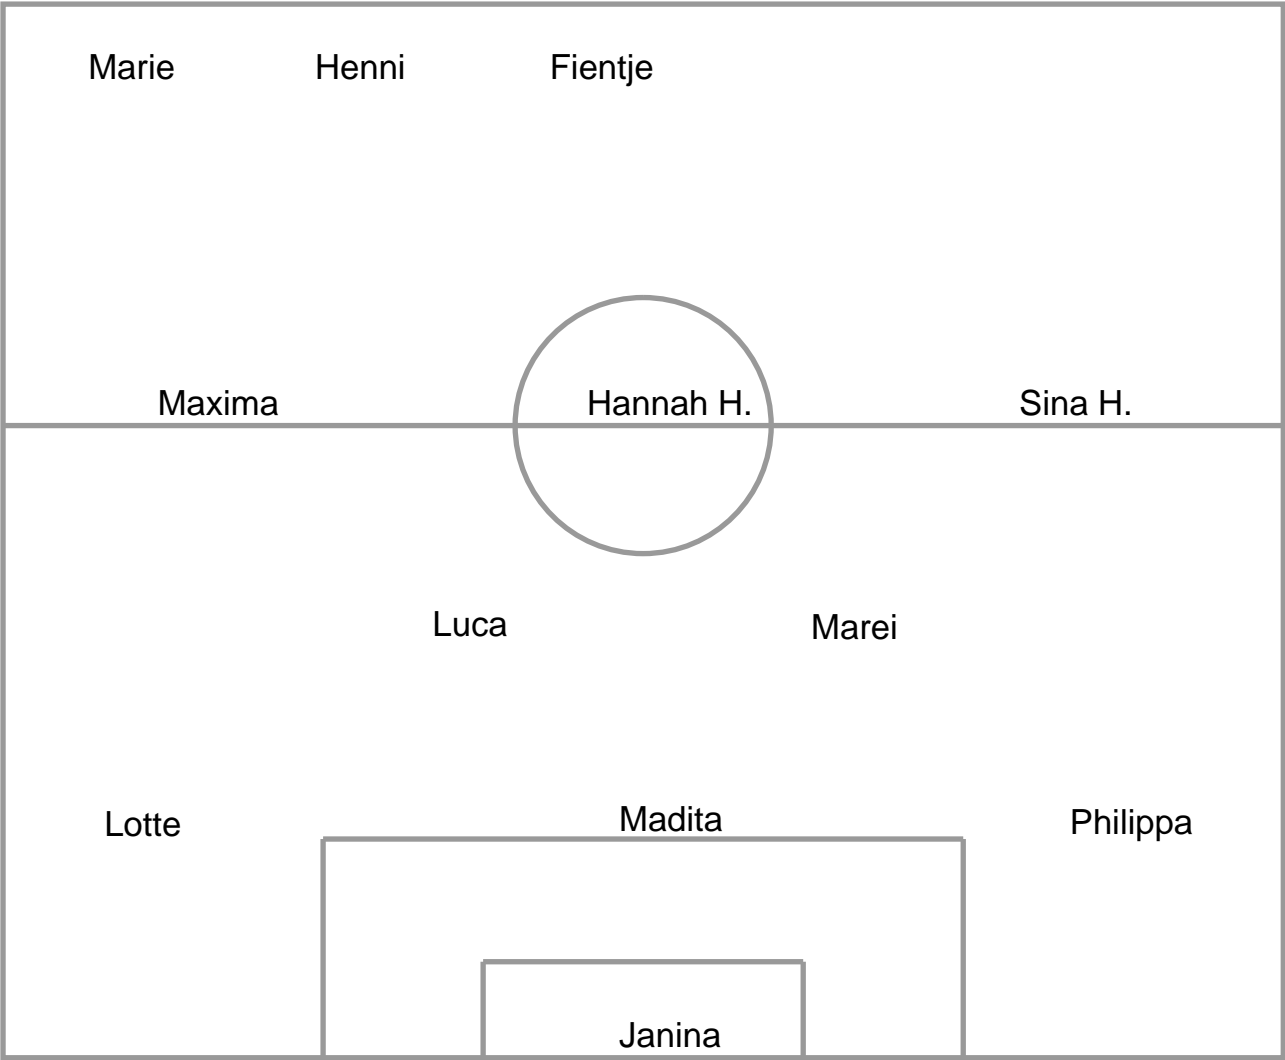 Marie Henni Fientje
Maxima Hannah H. Sina H.
Luca Marei
Lotte Madita Philippa
Janina